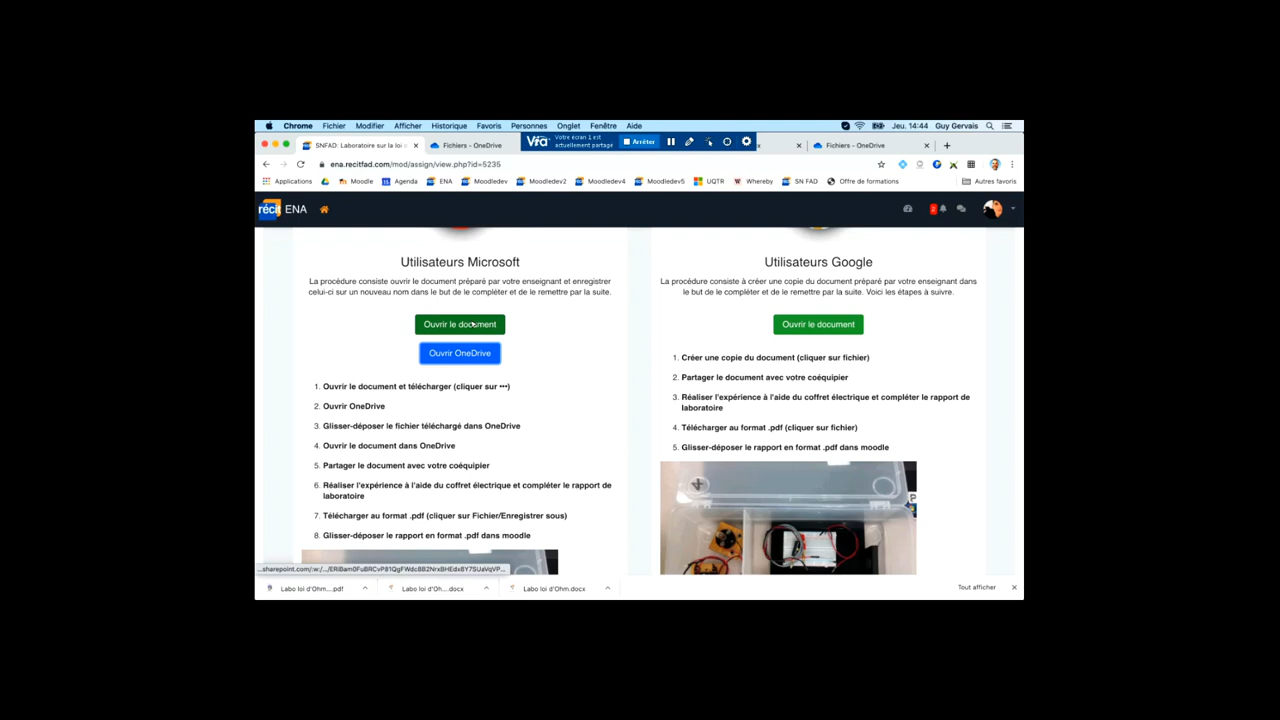 Chrome Fichier Modifier Afficher Historique Favoris Personnes Onglet Fenêtre Aide Jeu. 14:44 Guy Gervais
SNFAD: Laboratoire sur la loi Fichiers - OneDrive Vfa Votre écran 1 est actuellement partagé Arrêter Fichiers - OneDrive
ena.recitfad.com/mod/assign/view.php?id=5235
Applications Moodle Agenda ENA Moodledev Moodledev2 Moodledev4 Moodledev5 UQTR Whereby SN FAD Offre de formations Autres favoris
récit ENA 2
Utilisateurs Microsoft
La procédure consiste ouvrir le document préparé par votre enseignant et enregistrer
celui-ci sur un nouveau nom dans le but de le compléter et de le remettre par la suite.
Ouvrir le document
Ouvrir OneDrive
1. Ouvrir le document et télécharger (cliquer sur •••)
2. Ouvrir OneDrive
3. Glisser-déposer le fichier téléchargé dans OneDrive
4. Ouvrir le document dans OneDrive
5. Partager le document avec votre coéquipier
6. Réaliser l'expérience à l'aide du coffret électrique et compléter le rapport de
laboratoire
7. Télécharger au format .pdf (cliquer sur Fichier/Enregistrer sous)
8. Glisser-déposer le rapport en format .pdf dans moodle
Utilisateurs Google
La procédure consiste à créer une copie du document préparé par votre enseignant dans
le but de le compléter et de le remettre par la suite. Voici les étapes à suivre.
Ouvrir le document
1. Créer une copie du document (cliquer sur fichier)
2. Partager le document avec votre coéquipier
3. Réaliser l'expérience à l'aide du coffret électrique et compléter le rapport de
laboratoire
4. Télécharger au format .pdf (cliquer sur fichier)
5. Glisser-déposer le rapport en format .pdf dans moodle
Labo loi d'Ohm....pdf Labo loi d'Oh....docx Labo loi d'Ohm.docx Tout afficher